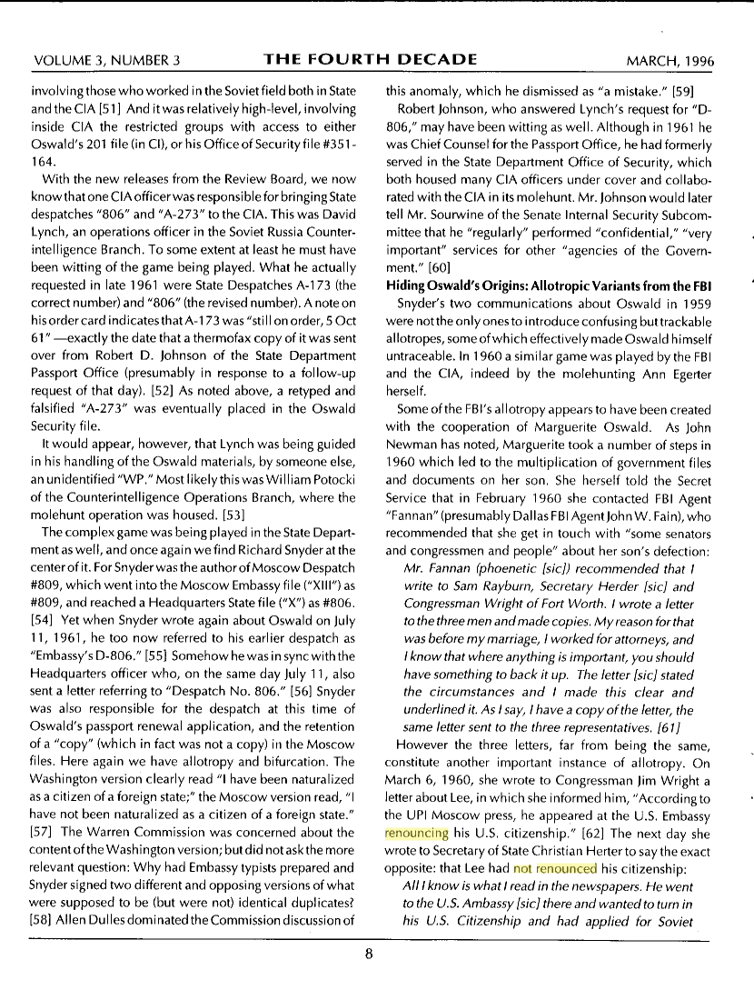 VOLUME 3, NUMBER 3 THE FOURTH DECADE MARCH, 1996
involving those who worked in the Soviet field both in State
and the CIA [51] And it was relatively high-level, involving
inside CIA the restricted groups with access to either
Oswald's 201 file (in CI), or his Office of Security file #351-
164.
With the new releases from the Review Board, we now
know that one CIA officer was responsible for bringing State
despatches “806” and “A-273” to the CIA. This was David
Lynch, an operations officer in the Soviet Russia Counter-
intelligence Branch. To some extent at least he must have
been witting of the game being played. What he actually
requested in late 1961 were State Despatches A-173 (the
correct number) and “806” (the revised number). A note on
his order card indicates that A-173 was “still on order, 5 Oct
61” —exactly the date that a thermofax copy of it was sent
over from Robert D. Johnson of the State Department
Passport Office (presumably in response to a follow-up
request of that day). [52] As noted above, a retyped and
falsified “A-273” was eventually placed in the Oswald
Security file.
It would appear, however, that Lynch was being guided
in his handling of the Oswald materials, by someone else,
an unidentified “WP.” Most likely this was William Potocki
of the Counterintelligence Operations Branch, where the
molehunt operation was housed. [53]
The complex game was being played in the State Depart-
ment as well, and once again we find Richard Snyder at the
center of it. For Snyder was the author of Moscow Despatch
#809, which went into the Moscow Embassy file (“XIII”) as
#809, and reached a Headquarters State file (“X”) as #806.
[54] Yet when Snyder wrote again about Oswald on July
11, 1961, he too now referred to his earlier despatch as
“Embassy's D-806.” [55] Somehow he was in sync with the
Headquarters officer who, on the same day July 11, also
sent a letter referring to “Despatch No. 806.” [56] Snyder
was also responsible for the despatch at this time of
Oswald's passport renewal application, and the retention
of a “copy” (which in fact was not a copy) in the Moscow
files. Here again we have allotropy and bifurcation. The
Washington version clearly read “I have been naturalized
as a citizen of a foreign state;” the Moscow version read, “I
have not been naturalized as a citizen of a foreign state.”
[57] The Warren Commission was concerned about the
content of the Washington version; but did not ask the more
relevant question: Why had Embassy typists prepared and
Snyder signed two different and opposing versions of what
were supposed to be (but were not) identical duplicates?
[58] Allen Dulles dominated the Commission discussion of
this anomaly, which he dismissed as “a mistake.” [59]
Robert Johnson, who answered Lynch's request for “D-
806,” may have been witting as well. Although in 1961 he
was Chief Counsel for the Passport Office, he had formerly
served in the State Department Office of Security, which
both housed many CIA officers under cover and collabo-
rated with the CIA in its molehunt. Mr. Johnson would later
tell Mr. Sourwine of the Senate Internal Security Subcom-
mittee that he “regularly” performed “confidential,” “very
important” services for other “agencies of the Govern-
ment.” [60]
Hiding Oswald's Origins: Allotropic Variants from the FBI
Snyder's two communications about Oswald in 1959
were not the only ones to introduce confusing but trackable
allotropes, some of which effectively made Oswald himself
untraceable. In 1960 a similar game was played by the FBI
and the CIA, indeed by the molehunting Ann Egerter
herself.
Some of the FBI's allotropy appears to have been created
with the cooperation of Marguerite Oswald. As John
Newman has noted, Marguerite took a number of steps in
1960 which led to the multiplication of government files
and documents on her son. She herself told the Secret
Service that in February 1960 she contacted FBI Agent
“Fannan” (presumably Dallas FBI Agent John W. Fain), who
recommended that she get in touch with “some senators
and congressmen and people” about her son's defection:
Mr. Fannan (phonetic [sic]) recommended that I
write to Sam Rayburn, Secretary Herder [sic] and
Congressman Wright of Fort Worth. I wrote a letter
to the three men and made copies. My reason for that
was before my marriage, I worked for attorneys, and
I know that where anything is important, you should
have something to back it up. The letter [sic] stated
the circumstances and I made this clear and
underlined it. As I say, I have a copy of the letter, the
same letter sent to the three representatives. [61]
However the three letters, far from being the same,
constitute another important instance of allotropy. On
March 6, 1960, she wrote to Congressman Jim Wright a
letter about Lee, in which she informed him, “According to
the UPI Moscow press, he appeared at the U.S. Embassy
renouncing his U.S. citizenship.” [62] The next day she
wrote to Secretary of State Christian Herter to say the exact
opposite: that Lee had not renounced his citizenship:
All I know is what I read in the newspapers. He went
to the U.S. Ambassy [sic] there and wanted to turn in
his U.S. Citizenship and had applied for Soviet
8